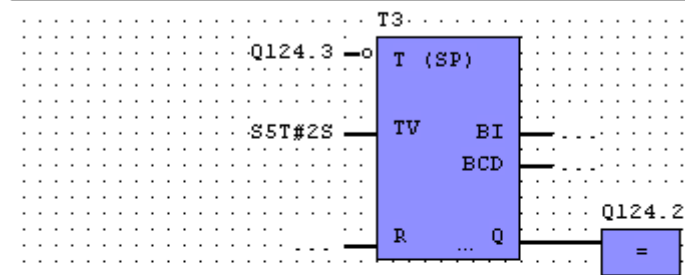 T3
Q124.3 T (SP)
S5T#2S TV BI ...
BCD ...
Q124.2
... R ... Q =